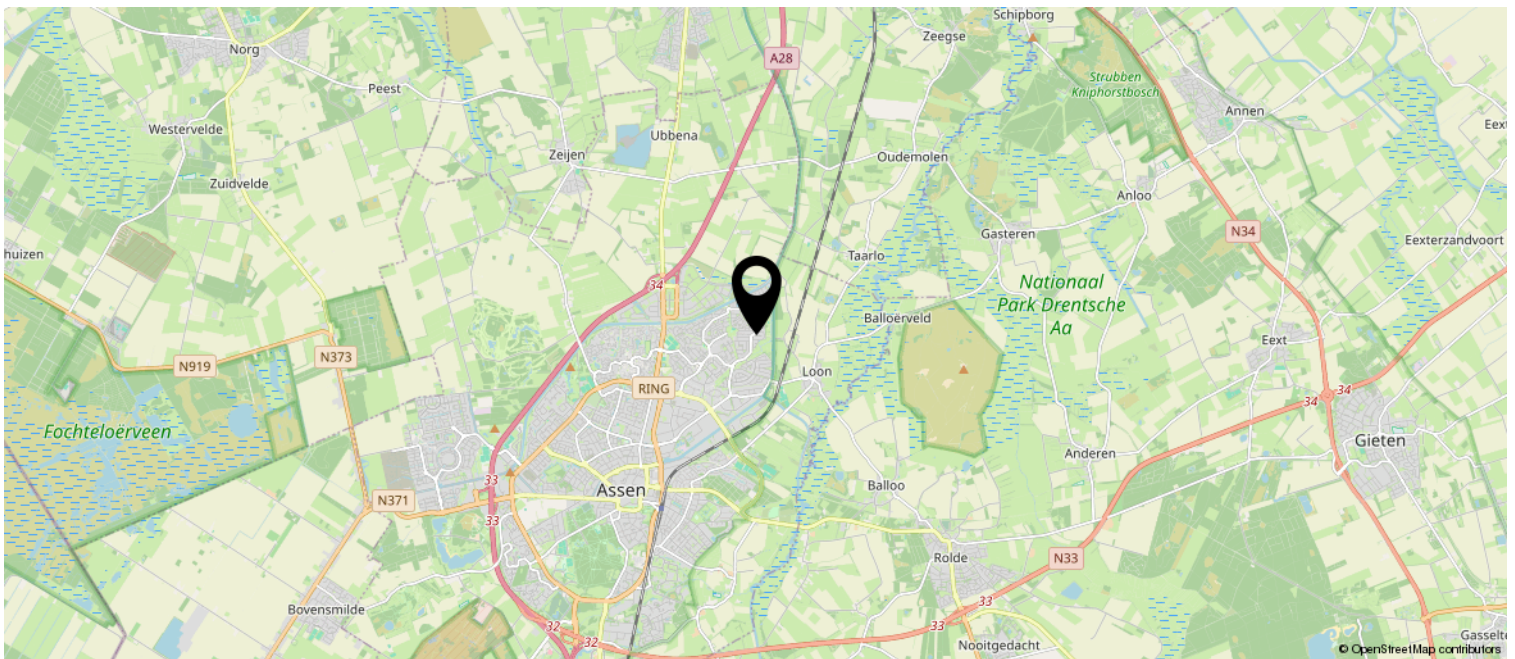 Schipborg
Norg
Zeegse
A28
Peest
Strubben
Kniphorstbosch
Annen
Westervelde
Ubbena
Eext
Zeijen
Oudemolen
Zuidvelde
Anloo
N34
Gasteren
Eexterzandvoort
huizen
Taarlo
34
Nationaal
Park Drentsche
Aa
Balloërveld
Eext
N373
N919
Loon
RING
34
34
Fochteloërveen
Gieten
Anderen
33
Assen
Balloo
N371
33
Rolde
N33
Bovensmilde
33
33
32
32
Nooitgedacht
Gasselte
© OpenStreetMap contributors